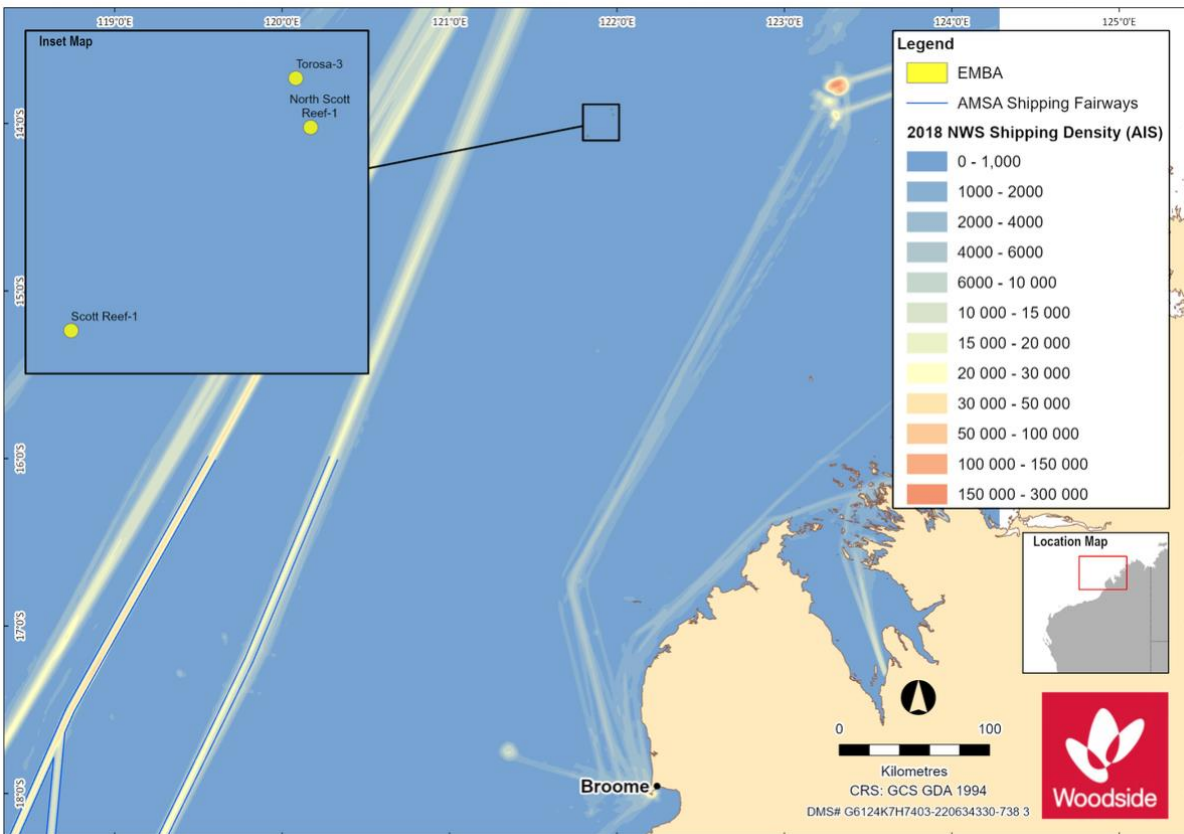 119°0'E
120°0'E
121°0'E
122°0'E
123°0'E
124°0'E
125°0'E
Inset Map
Torosa-3
North Scott
Reef-1
Scott Reef-1
14°0'S
15°0'S
16°0'S
17°0'S
18°0'S
Legend
EMBA
AMSA Shipping Fairways
2018 NWS Shipping Density (AIS)
0 - 1,000
1000 - 2000
2000 - 4000
4000 - 6000
6000 - 10 000
10 000 - 15 000
15 000 - 20 000
20 000 - 30 000
30 000 - 50 000
50 000 - 100 000
100 000 - 150 000
150 000 - 300 000
Location Map
Broome
0 100
Kilometres
CRS: GCS GDA 1994
DMS# G6124K7H7403-220634330-738 3
Woodside